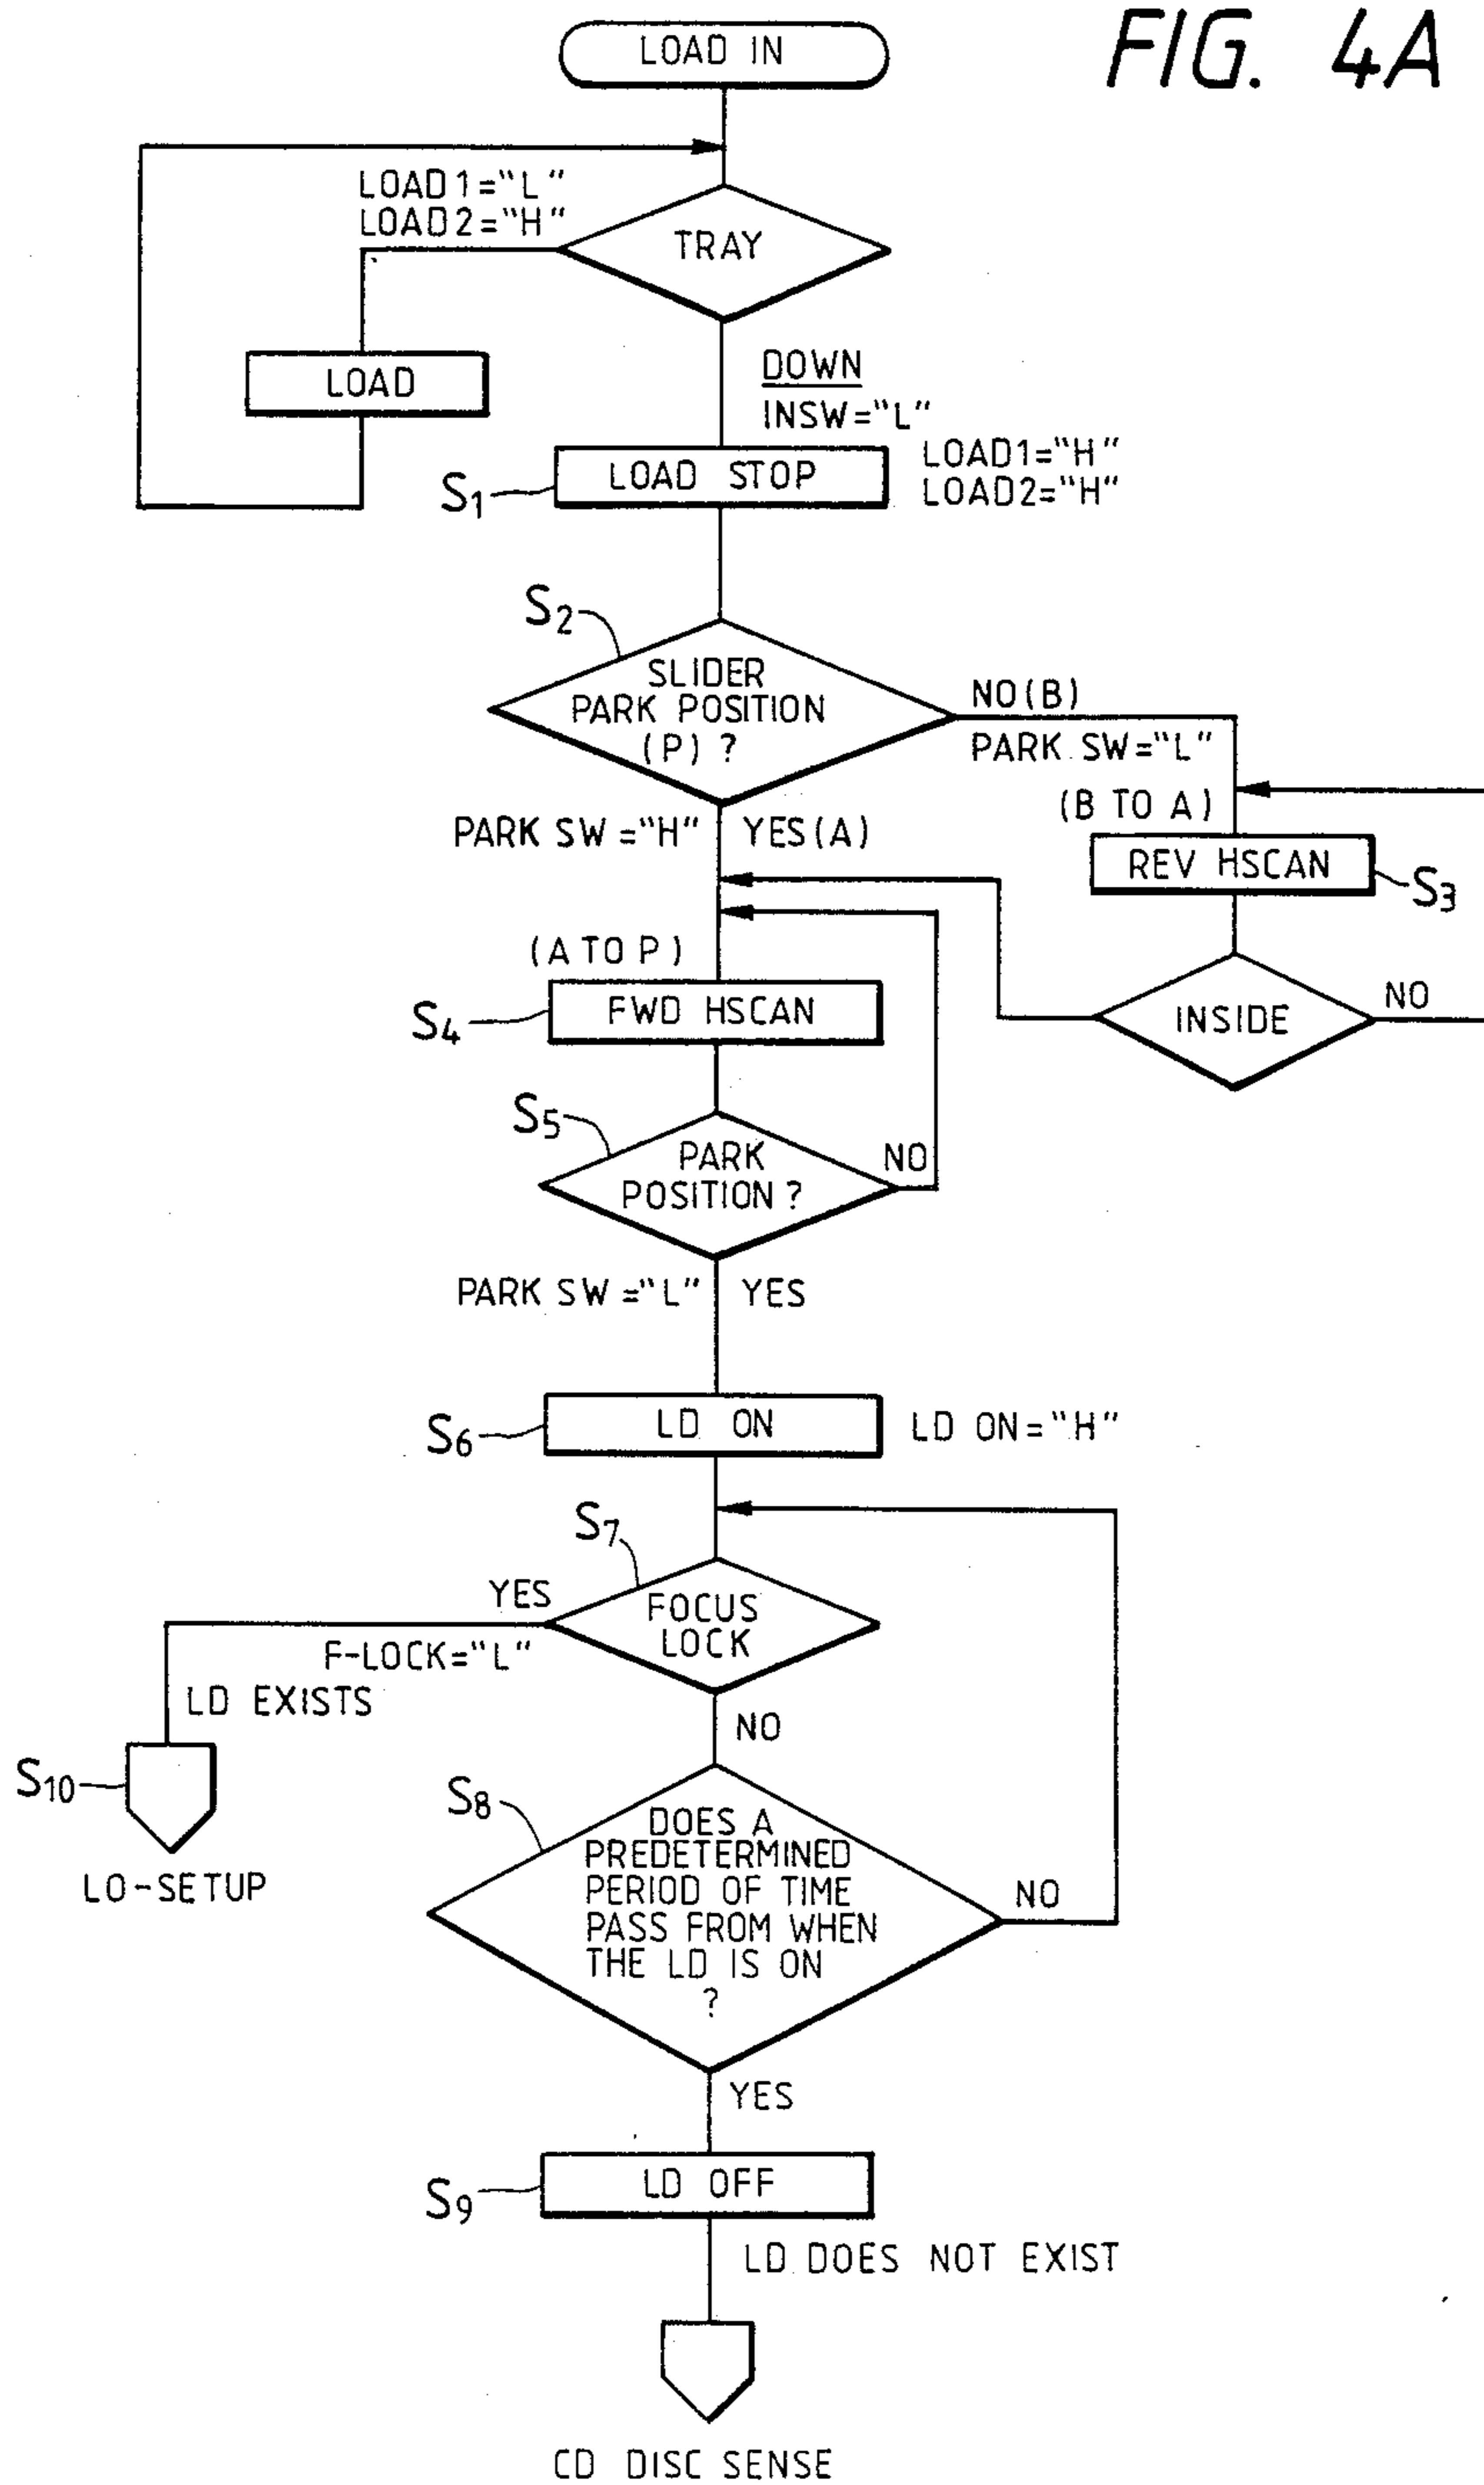 FIG. 4A
LOAD IN
LOAD1="L"
LOAD2="H"
TRAY
LOAD
DOWN
INSW="L"
S1
LOAD STOP
LOAD1="H"
LOAD2="H"
S2
SLIDER
PARK POSITION
(P) ?
NO(B)
PARK SW="L"
(B TO A)
REV HSCAN
S3
PARK SW="H"
YES(A)
(A TO P)
S4
FWD HSCAN
INSIDE
NO
S5
PARK
POSITION?
NO
PARK SW="L"
YES
S6
LD ON
LD ON="H"
S7
FOCUS
LOCK
YES
F-LOCK="L"
LD EXISTS
NO
S10
LO-SETUP
S8
DOES A
PREDETERMINED
PERIOD OF TIME
PASS FROM WHEN
THE LD IS ON
?
NO
YES
S9
LD OFF
LD DOES NOT EXIST
CD DISC SENSE